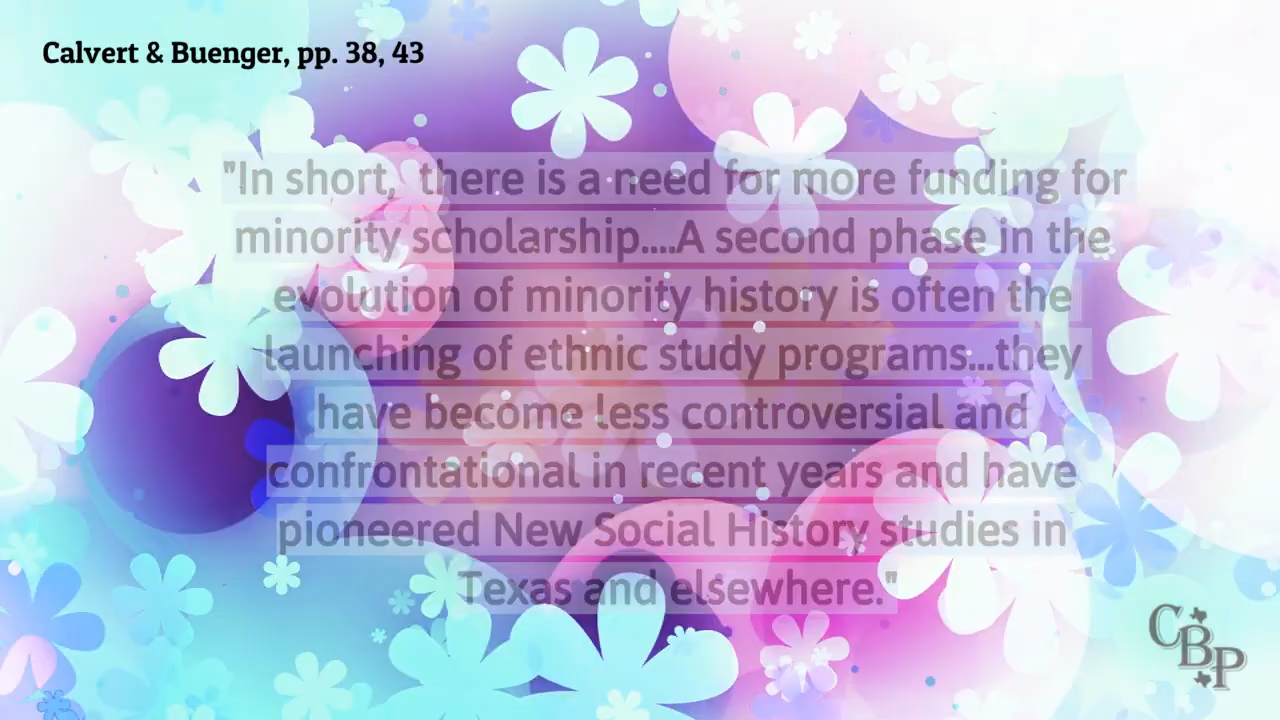 Calvert & Buenger, pp. 38, 43
"In short,  there is a need for more funding for
minority scholarship....A second phase in the
evolution of minority history is often the
launching of ethnic study programs...they
have become less controversial and
confrontational in recent years and have
pioneered New Social History studies in
Texas and elsewhere."
CBP